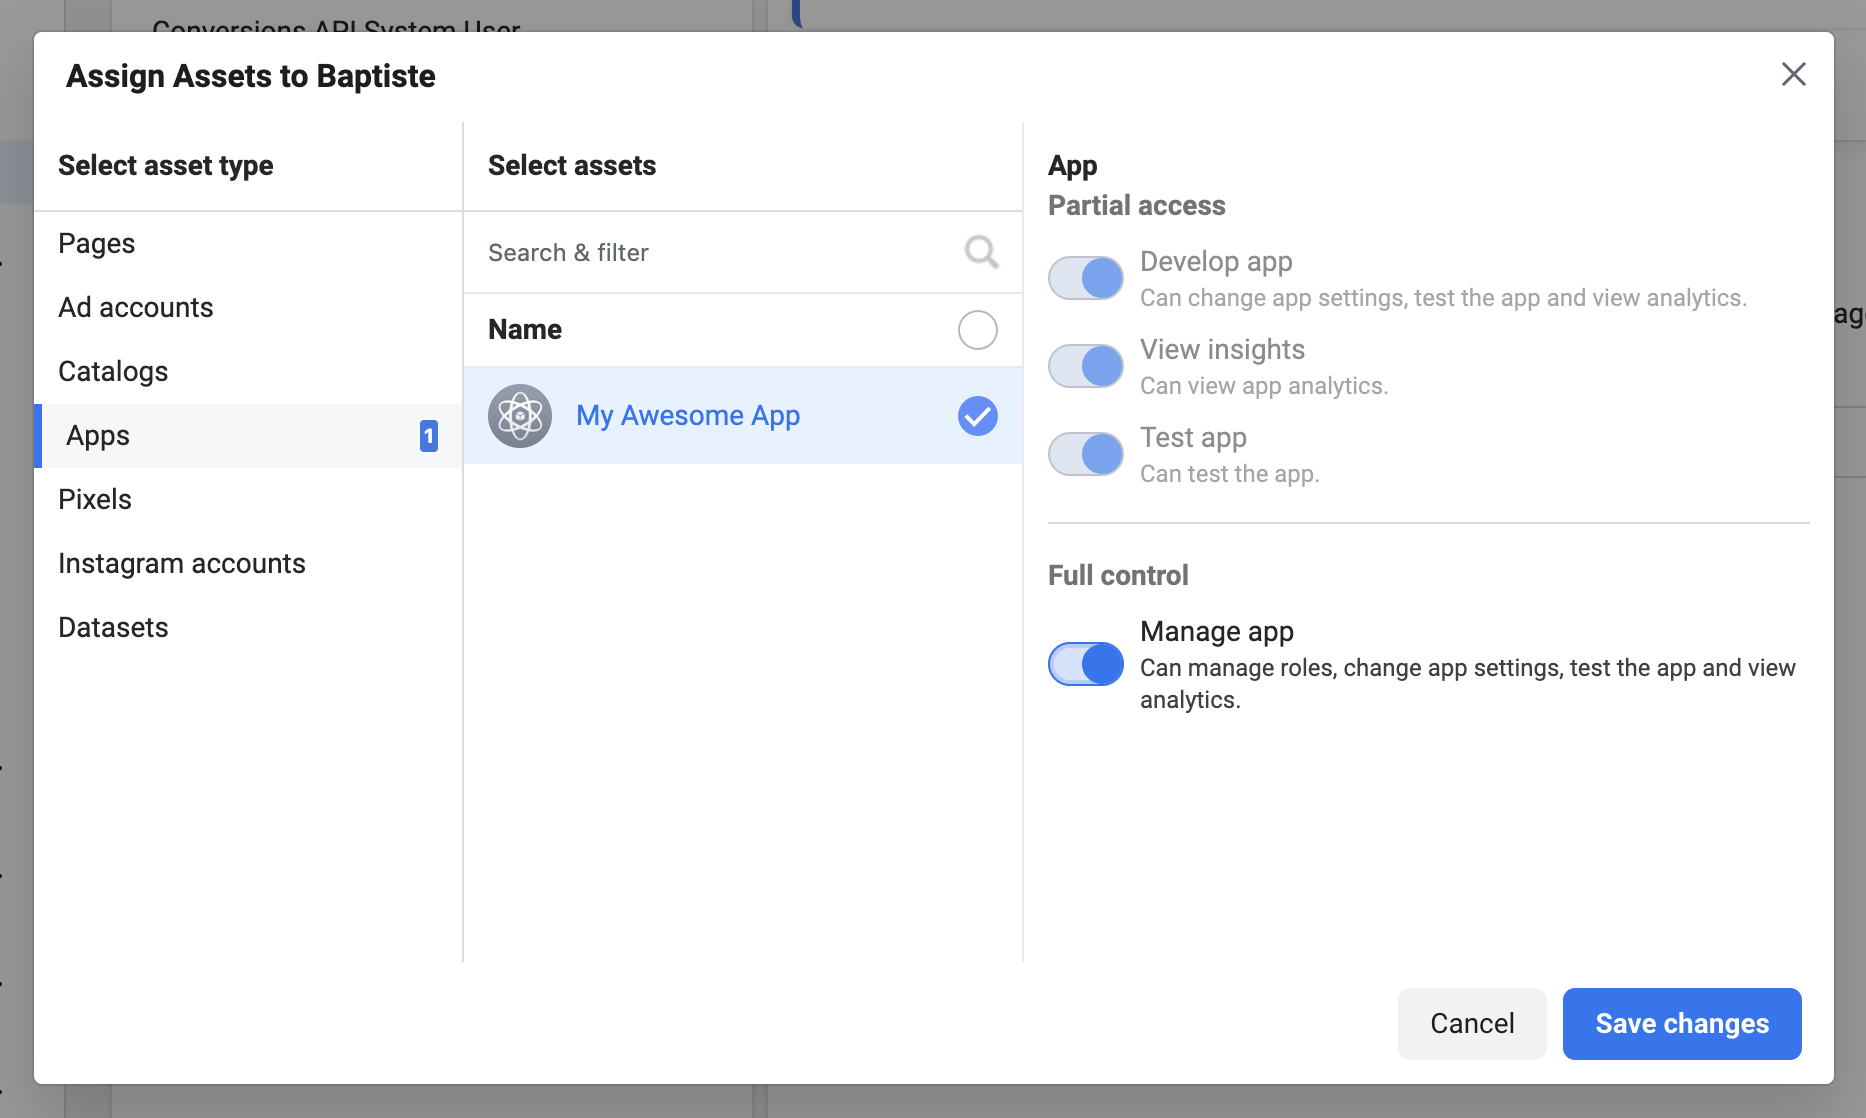 Conversions API System User
Assign Assets to Baptiste
Select asset type
Pages
Ad accounts
Catalogs
Apps
1
Pixels
Instagram accounts
Datasets
Select assets
Search & filter
Name
My Awesome App
App
Partial access
Develop app
Can change app settings, test the app and view analytics.
View insights
Can view app analytics.
Test app
Can test the app.
Full control
Manage app
Can manage roles, change app settings, test the app and view
analytics.
Cancel
Save changes